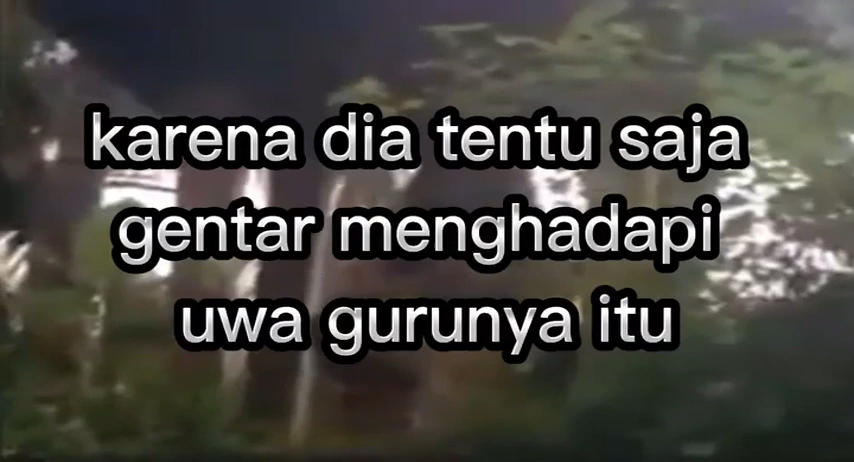 karena dia tentu saja
gentar menghadapi
uwa gurunya itu